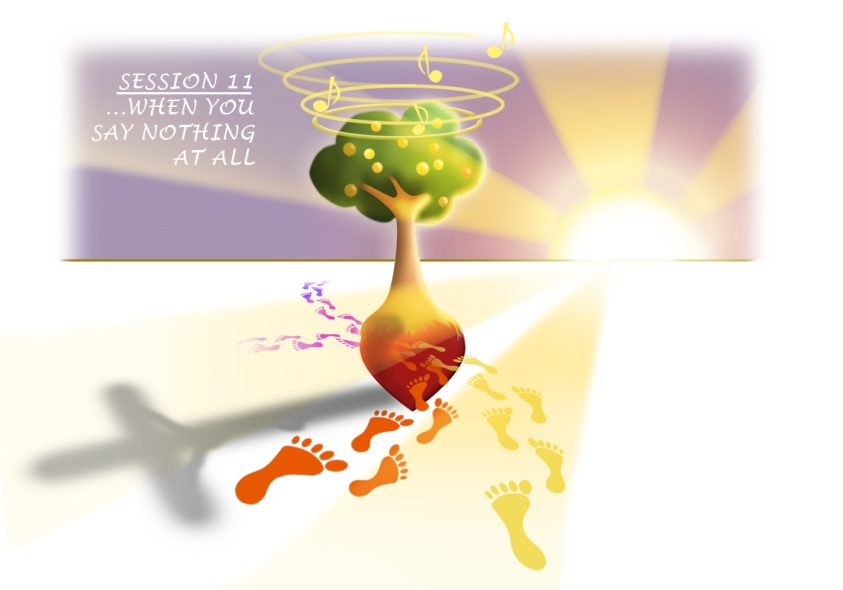 SESSION 11
...WHEN YOU
SAY NOTHING
AT ALL